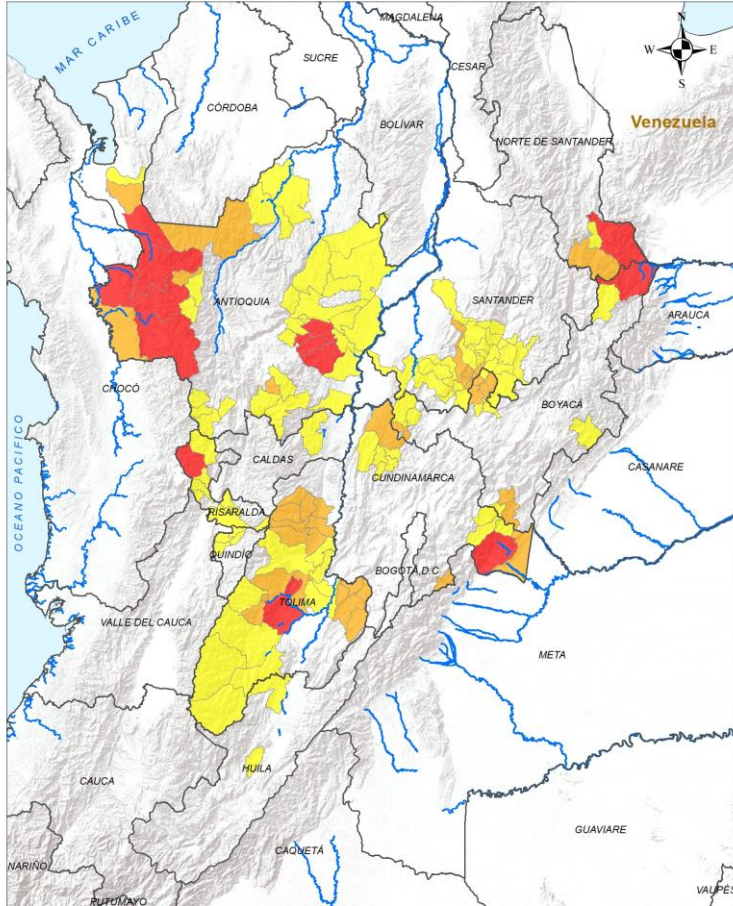 MAGDALENA
N
MAR CARIBE
SUCRE
CESAR
W
E
S
CÓRDOBA
BOLÍVAR
Venezuela
NORTE DE SANTANDER
ANTIOQUIA
SANTANDER
ARAUCA
CHOCÓ
BOYACÁ
OCEANO PACIFICO
CALDAS
CUNDINAMARCA
CASANARE
RISARALDA
QUINDÍO
BOGOTÁ, D.C
TOLIMA
VALLE DEL CAUCA
META
HUILA
CAUCA
GUAVIARE
CAQUETÁ
NARIÑO
PUTUMAYO
VAUPÉS